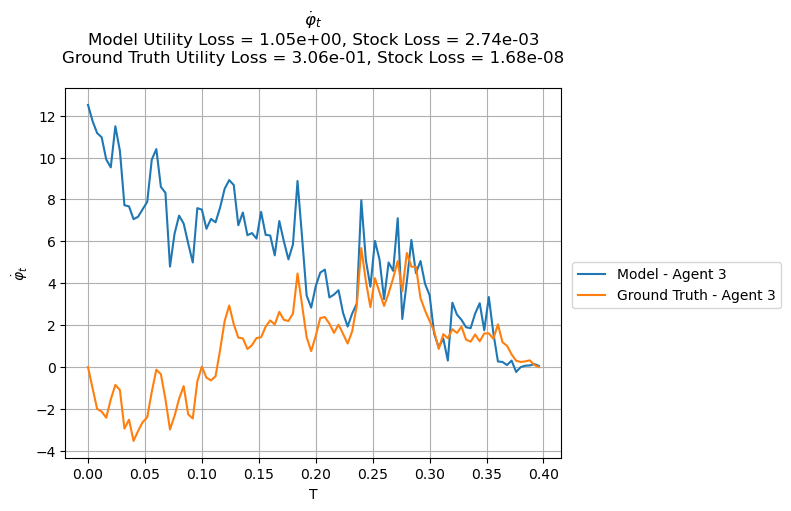 φ̇ₜ
Model Utility Loss = 1.05e+00, Stock Loss = 2.74e-03
Ground Truth Utility Loss = 3.06e-01, Stock Loss = 1.68e-08
12
10
8
6
4
2
0
−2
−4
φ̇ₜ
0.00 0.05 0.10 0.15 0.20 0.25 0.30 0.35 0.40
T
Model - Agent 3
Ground Truth - Agent 3